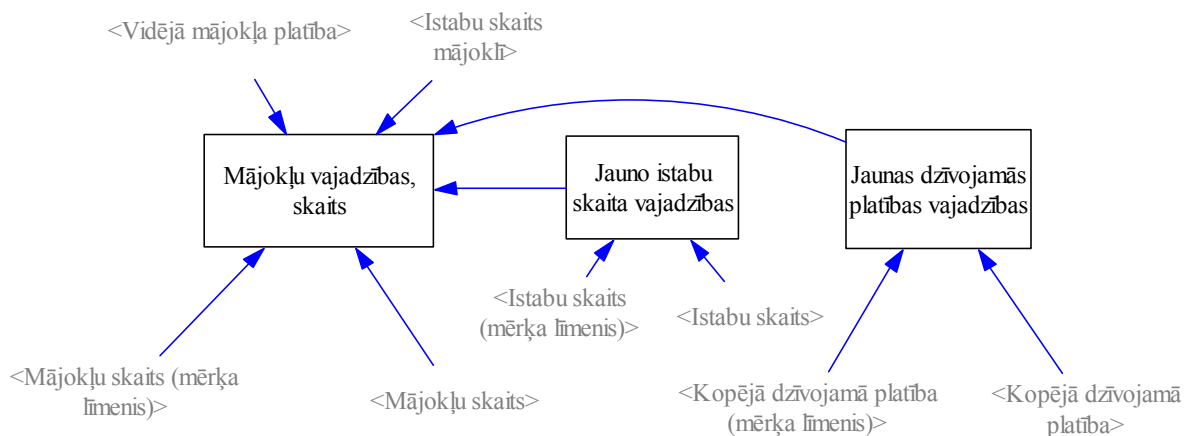 <Vidējā mājokļa platība>
<Istabu skaits
mājoklī>
Mājokļu vajadzības,
skaits
Jauno istabu
skaita vajadzības
Jaunas dzīvojamās
platības vajadzības
<Istabu skaits
(mērķa līmenis)>
<Istabu skaits>
<Mājokļu skaits (mērķa
līmenis)>
<Mājokļu skaits>
<Kopējā dzīvojamā platība
(mērķa līmenis)>
<Kopējā dzīvojamā
platība>